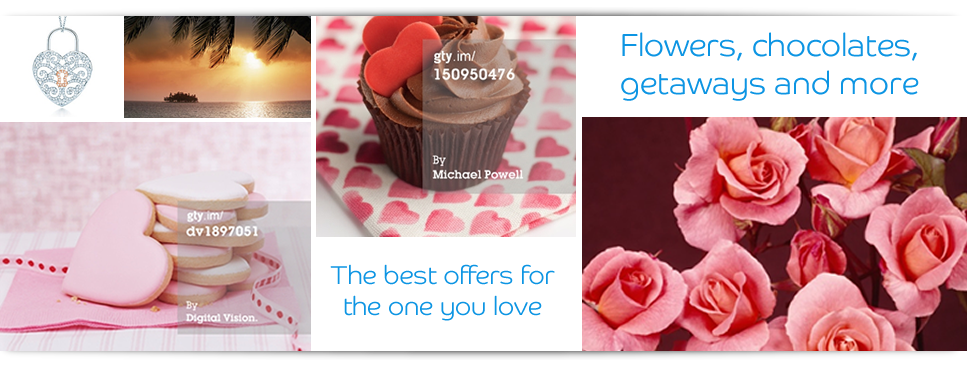 gty.im/
150950476
By
Michael Powell
Flowers, chocolates,
getaways and more
gty.im/
dv1897051
By
Digital Vision.
The best offers for
the one you love